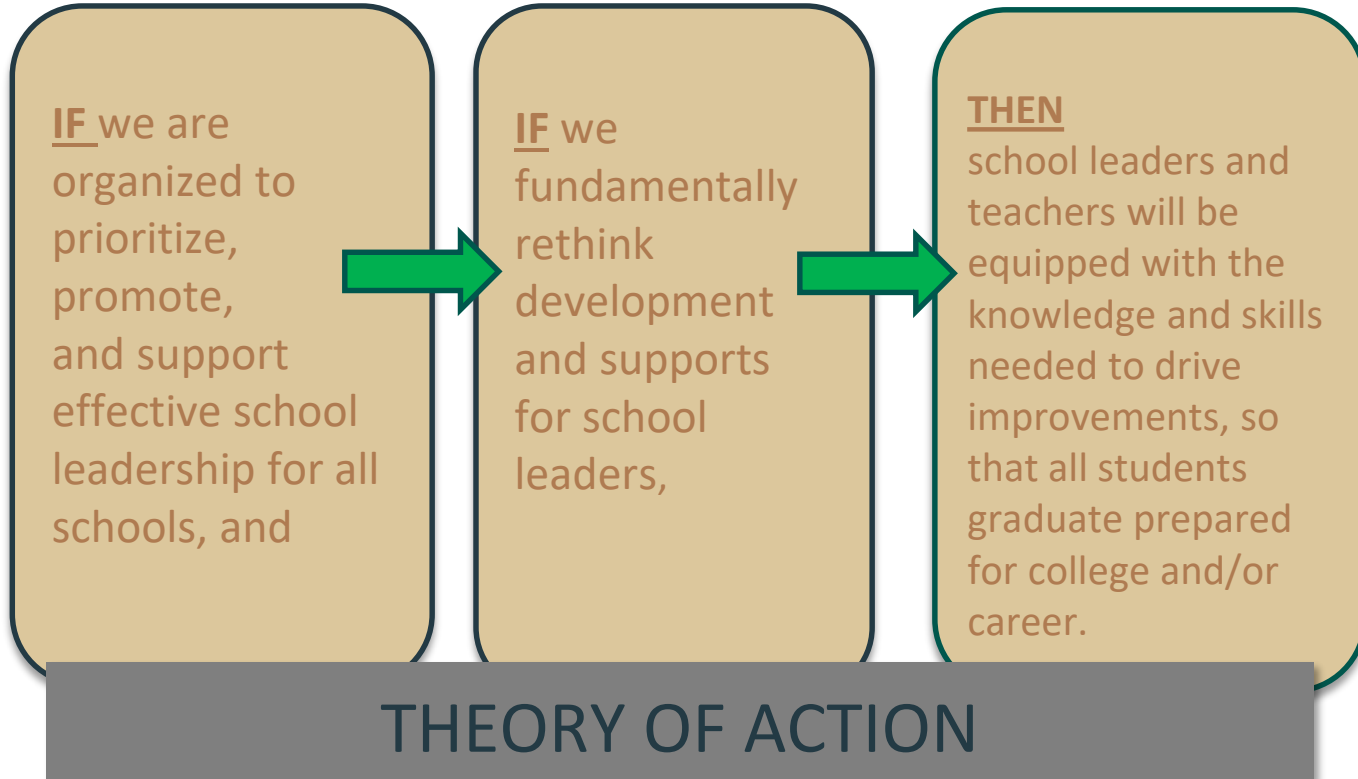 IF we are
organized to
prioritize,
promote,
and support
effective school
leadership for all
schools, and
IF we
fundamentally
rethink
development
and supports
for school
leaders,
THEN
school leaders and
teachers will be
equipped with the
knowledge and skills
needed to drive
improvements, so
that all students
graduate prepared
for college and/or
career.
THEORY OF ACTION